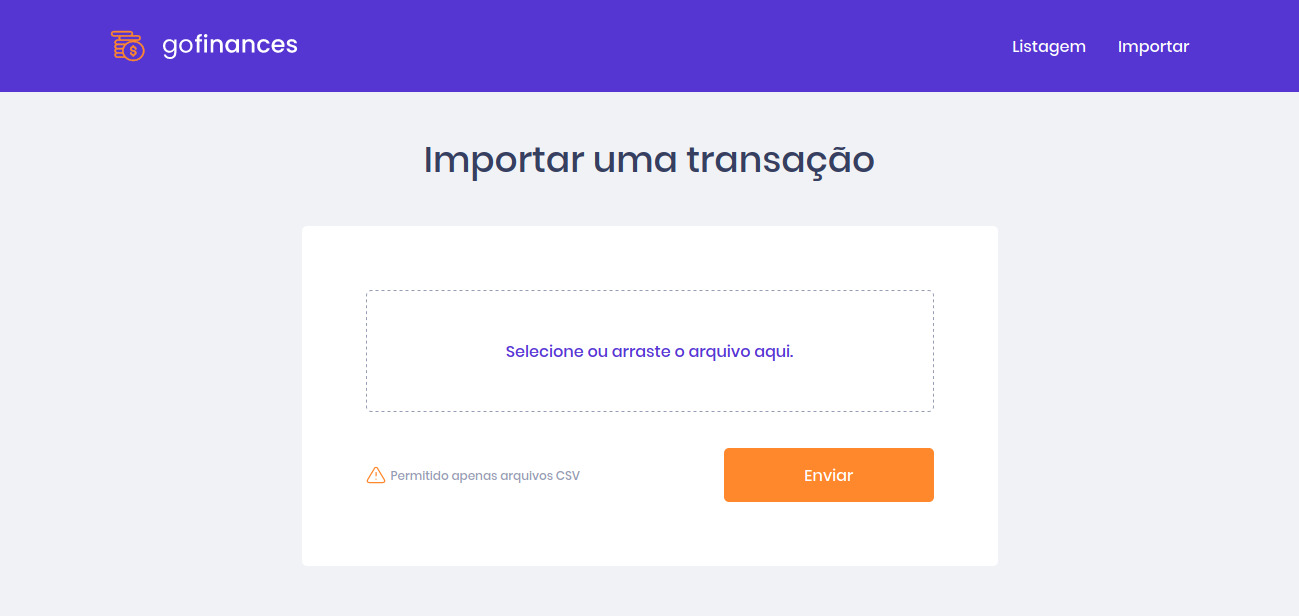 gofinances
Listagem
Importar
Importar uma transação
Selecione ou arraste o arquivo aqui.
Permitido apenas arquivos CSV
Enviar